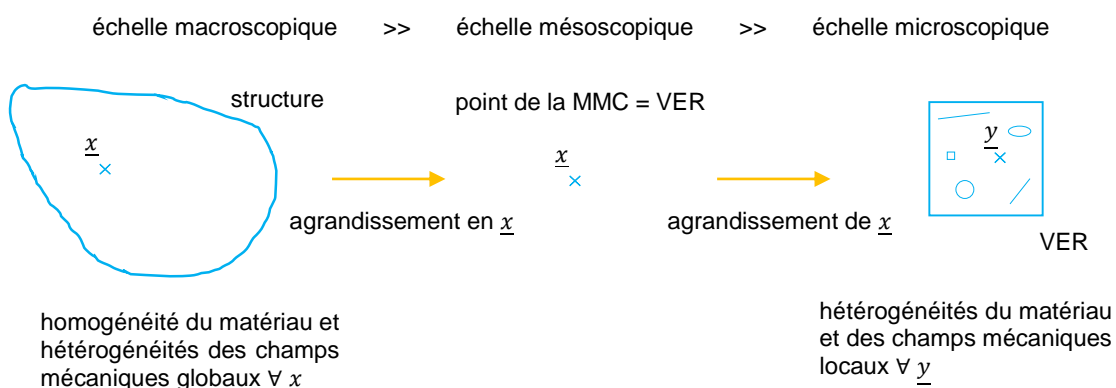 échelle macroscopique >> échelle mésoscopique >> échelle microscopique
structure
point de la MMC = VER
x
x
y
agrandissement en x
agrandissement de x
VER
homogénéité du matériau et
hétérogénéités des champs
mécaniques globaux ∀ x
hétérogénéités du matériau
et des champs mécaniques
locaux ∀ y